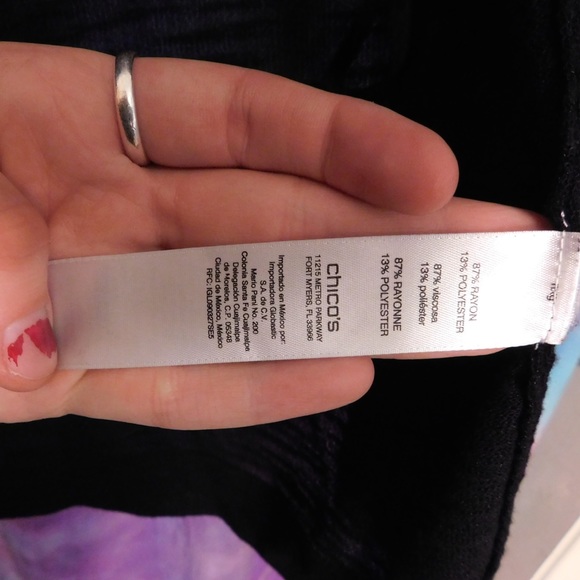 87% RAYON
13% POLYESTER
87% viscosa
13% poliéster
87% RAYONNE
13% POLYESTER
chico's
11215 METRO PARKWAY
FORT MYERS, FL 33966
Importado en México por:
Importadora Globastic
S.A. de C.V.
Mario Pani No. 200
Colonia Santa Fe Cuajimalpa
Delegación Cuajimalpa
de Morelos, C.P. 05348
Ciudad de México, México